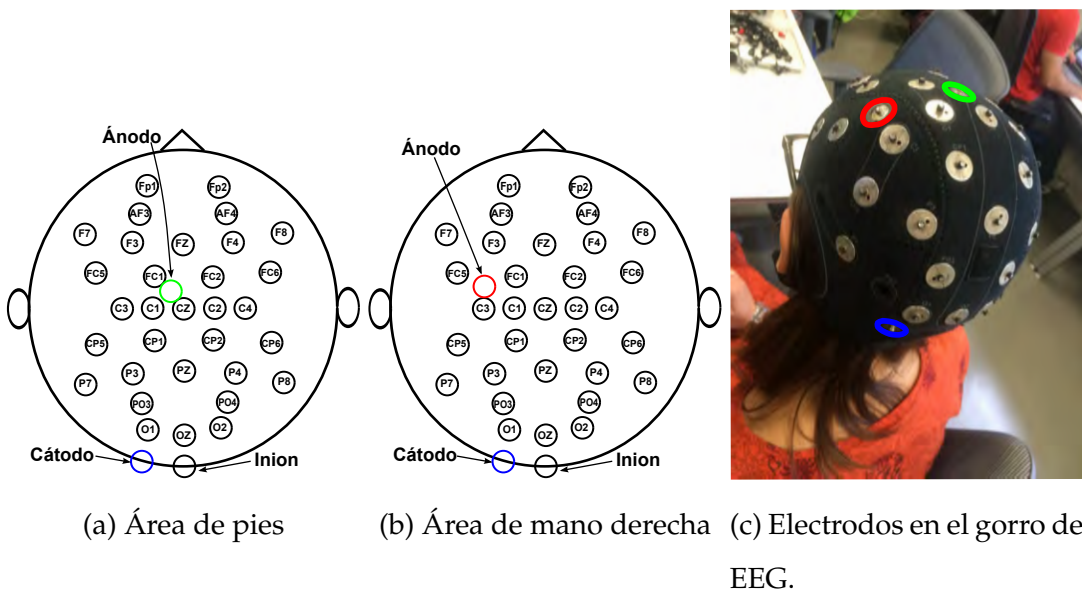 Ánodo
Fp1 Fp2
AF3 AF4
F7 F3 FZ F4 F8
FC5 FC1 FC2 FC6
C3 C1 CZ C2 C4
CP5 CP1 CP2 CP6
P7 P3 PZ P4 P8
PO3 PO4
O1 OZ O2
Cátodo Inion
(a) Área de pies
Ánodo
Fp1 Fp2
AF3 AF4
F7 F3 FZ F4 F8
FC5 FC1 FC2 FC6
C3 C1 CZ C2 C4
CP5 CP1 CP2 CP6
P7 P3 PZ P4 P8
PO3 PO4
O1 OZ O2
Cátodo Inion
(b) Área de mano derecha
(c) Electrodos en el gorro de
EEG.